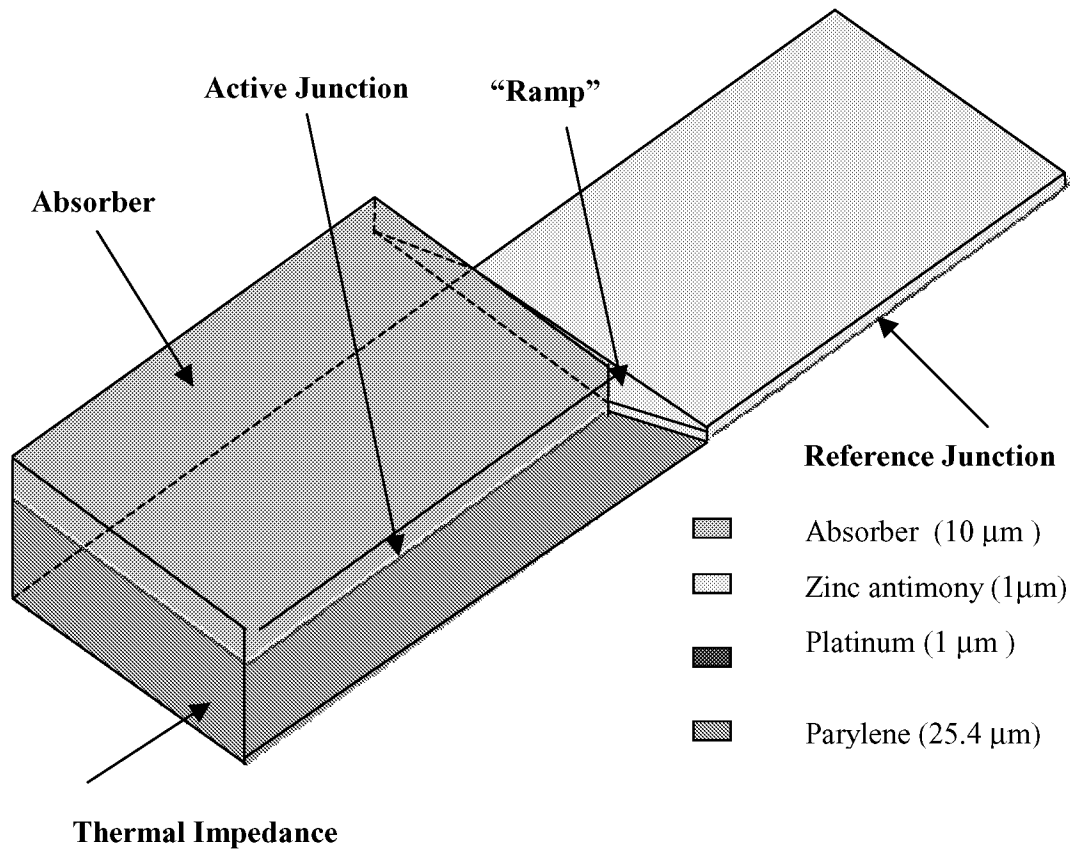 Active Junction
“Ramp”
Absorber
Reference Junction
Absorber (10 μm )
Zinc antimony (1μm)
Platinum (1 μm )
Parylene (25.4 μm)
Thermal Impedance